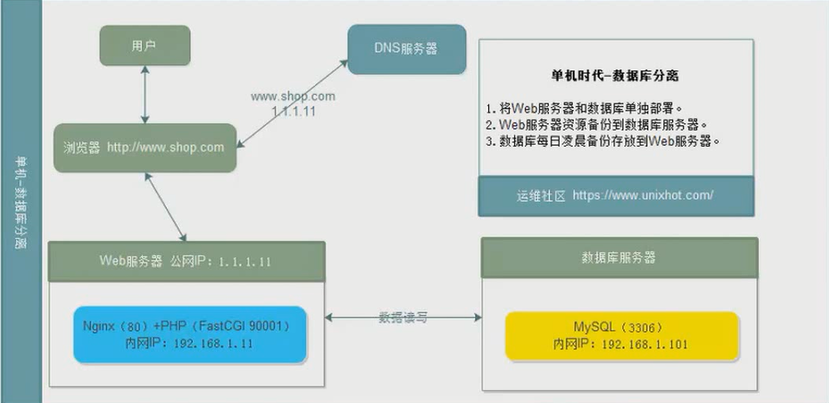 单机-数据库分离
用户
DNS服务器
www.shop.com
1.1.1.11
浏览器 http://www.shop.com
单机时代-数据库分离
1. 将Web服务器和数据库单独部署。
2. Web服务器资源备份到数据库服务器。
3. 数据库每日凌晨备份存放到Web服务器。
运维社区 https://www.unixhot.com/
Web服务器 公网IP：1.1.1.11
Nginx（80）+PHP（FastCGI 90001）
内网IP：192.168.1.11
数据读写
数据库服务器
MySQL（3306）
内网IP：192.168.1.101